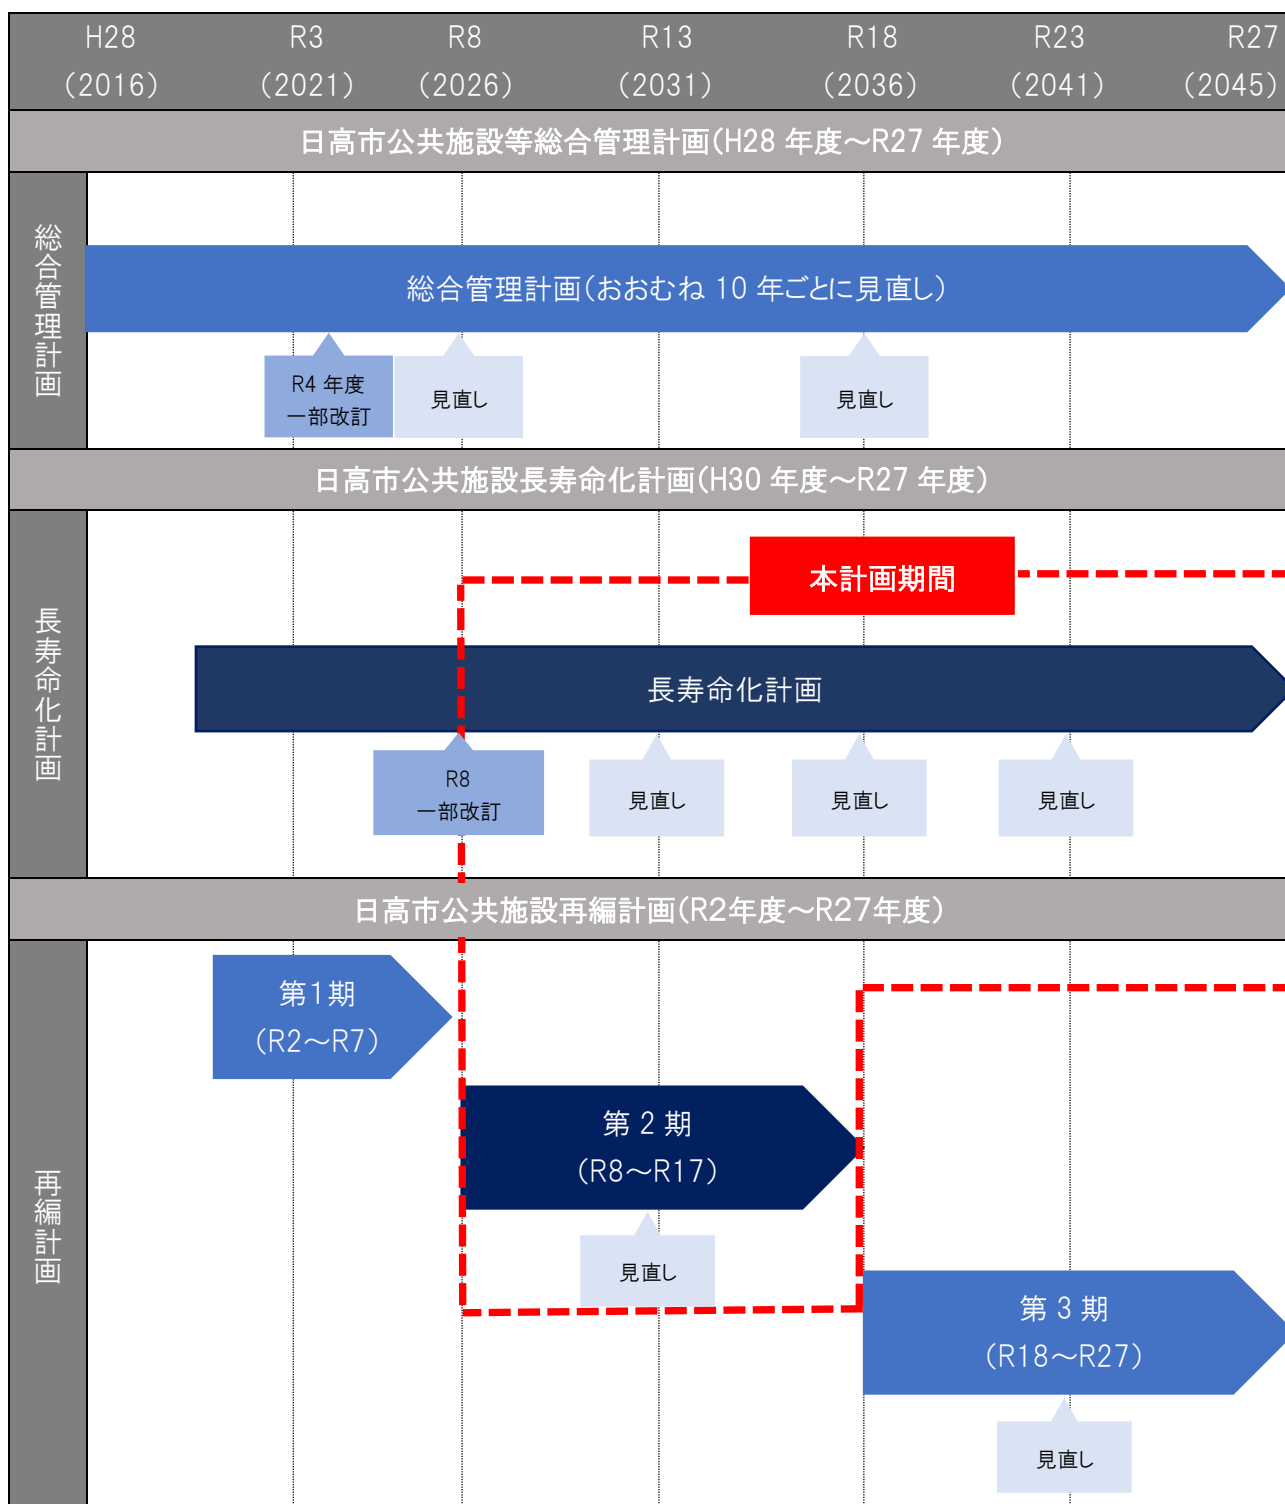 H28 R3 R8 R13 R18 R23 R27
(2016) (2021) (2026) (2031) (2036) (2041) (2045)
日高市公共施設等総合管理計画(H28 年度～R27 年度)
総合管理計画
総合管理計画(おおむね 10 年ごとに見直し)
R4 年度
一部改訂
見直し
見直し
日高市公共施設長寿命化計画(H30 年度～R27 年度)
長寿命化計画
本計画期間
長寿命化計画
R8
一部改訂
見直し
見直し
見直し
日高市公共施設再編計画(R2年度～R27年度)
再編計画
第1期
(R2～R7)
第 2 期
(R8～R17)
見直し
第 3 期
(R18～R27)
見直し